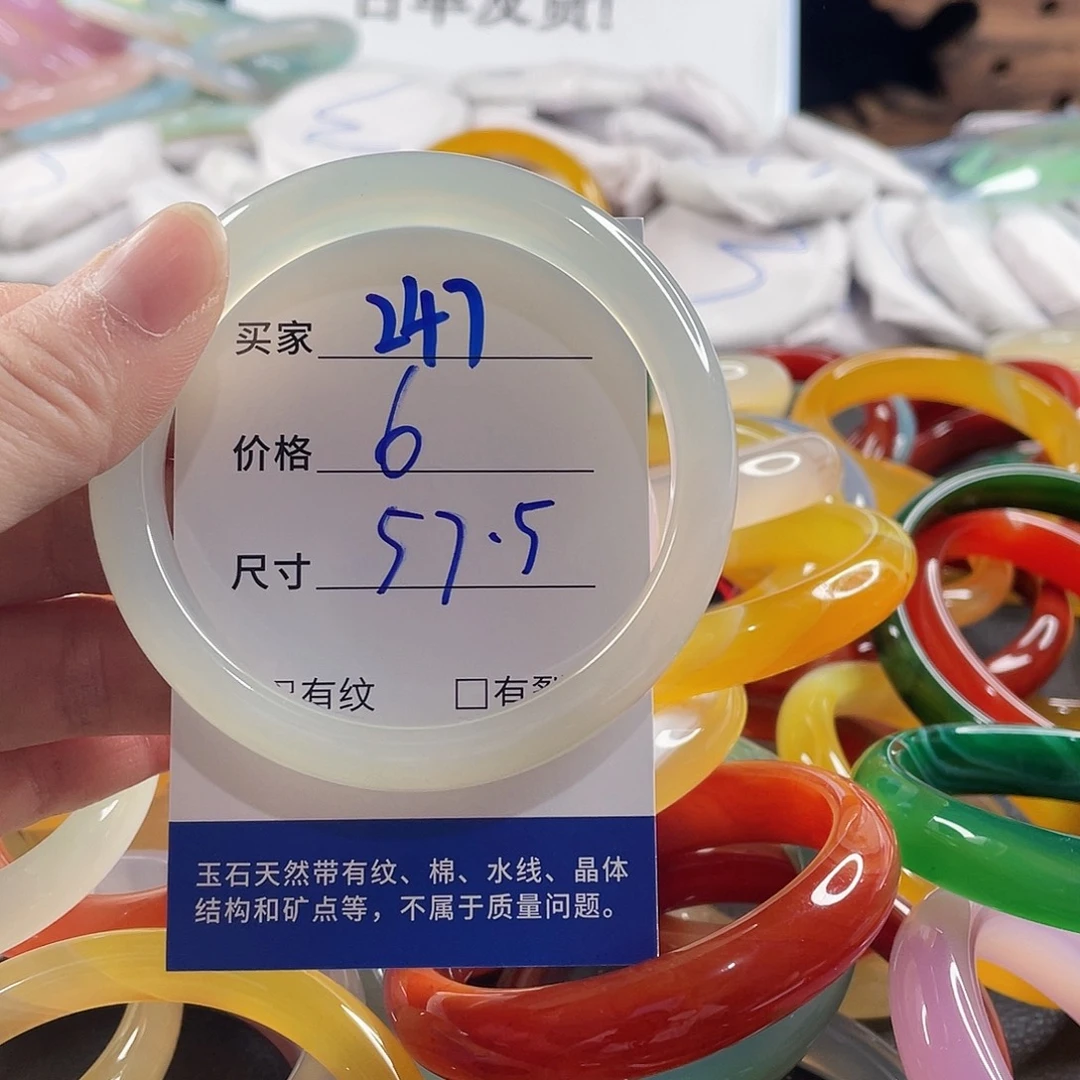 买家 247
价格 6
尺寸 57.5
有纹 □有裂
玉石天然带有纹、棉、水线、晶体
结构和矿点等，不属于质量问题。